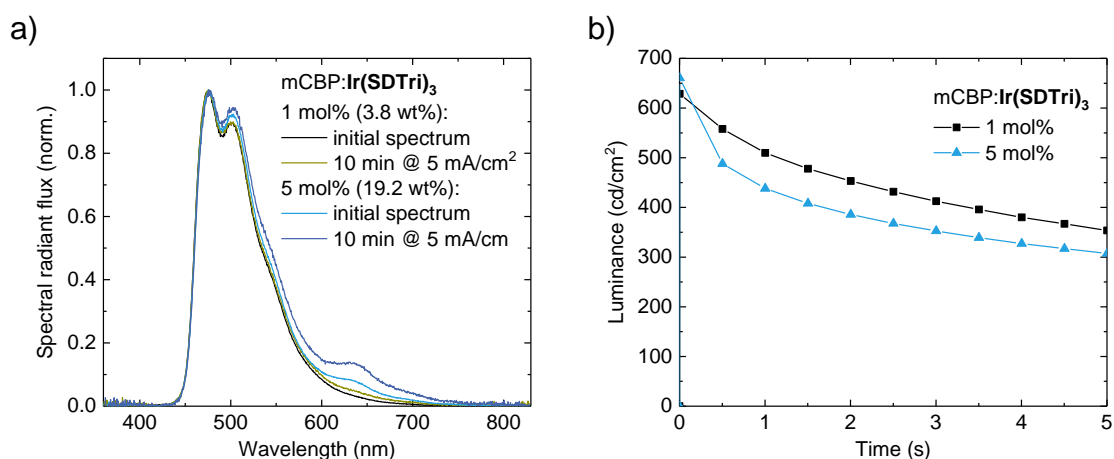 a)
Spectral radiant flux (norm.)
1.0
0.8
0.6
0.4
0.2
0.0
mCBP:Ir(SDTri)₃
1 mol% (3.8 wt%):
initial spectrum
10 min @ 5 mA/cm²
5 mol% (19.2 wt%):
initial spectrum
10 min @ 5 mA/cm
400 500 600 700 800
Wavelength (nm)
b)
Luminance (cd/cm²)
700
600
500
400
300
200
100
0
mCBP:Ir(SDTri)₃
1 mol%
5 mol%
0 1 2 3 4 5
Time (s)